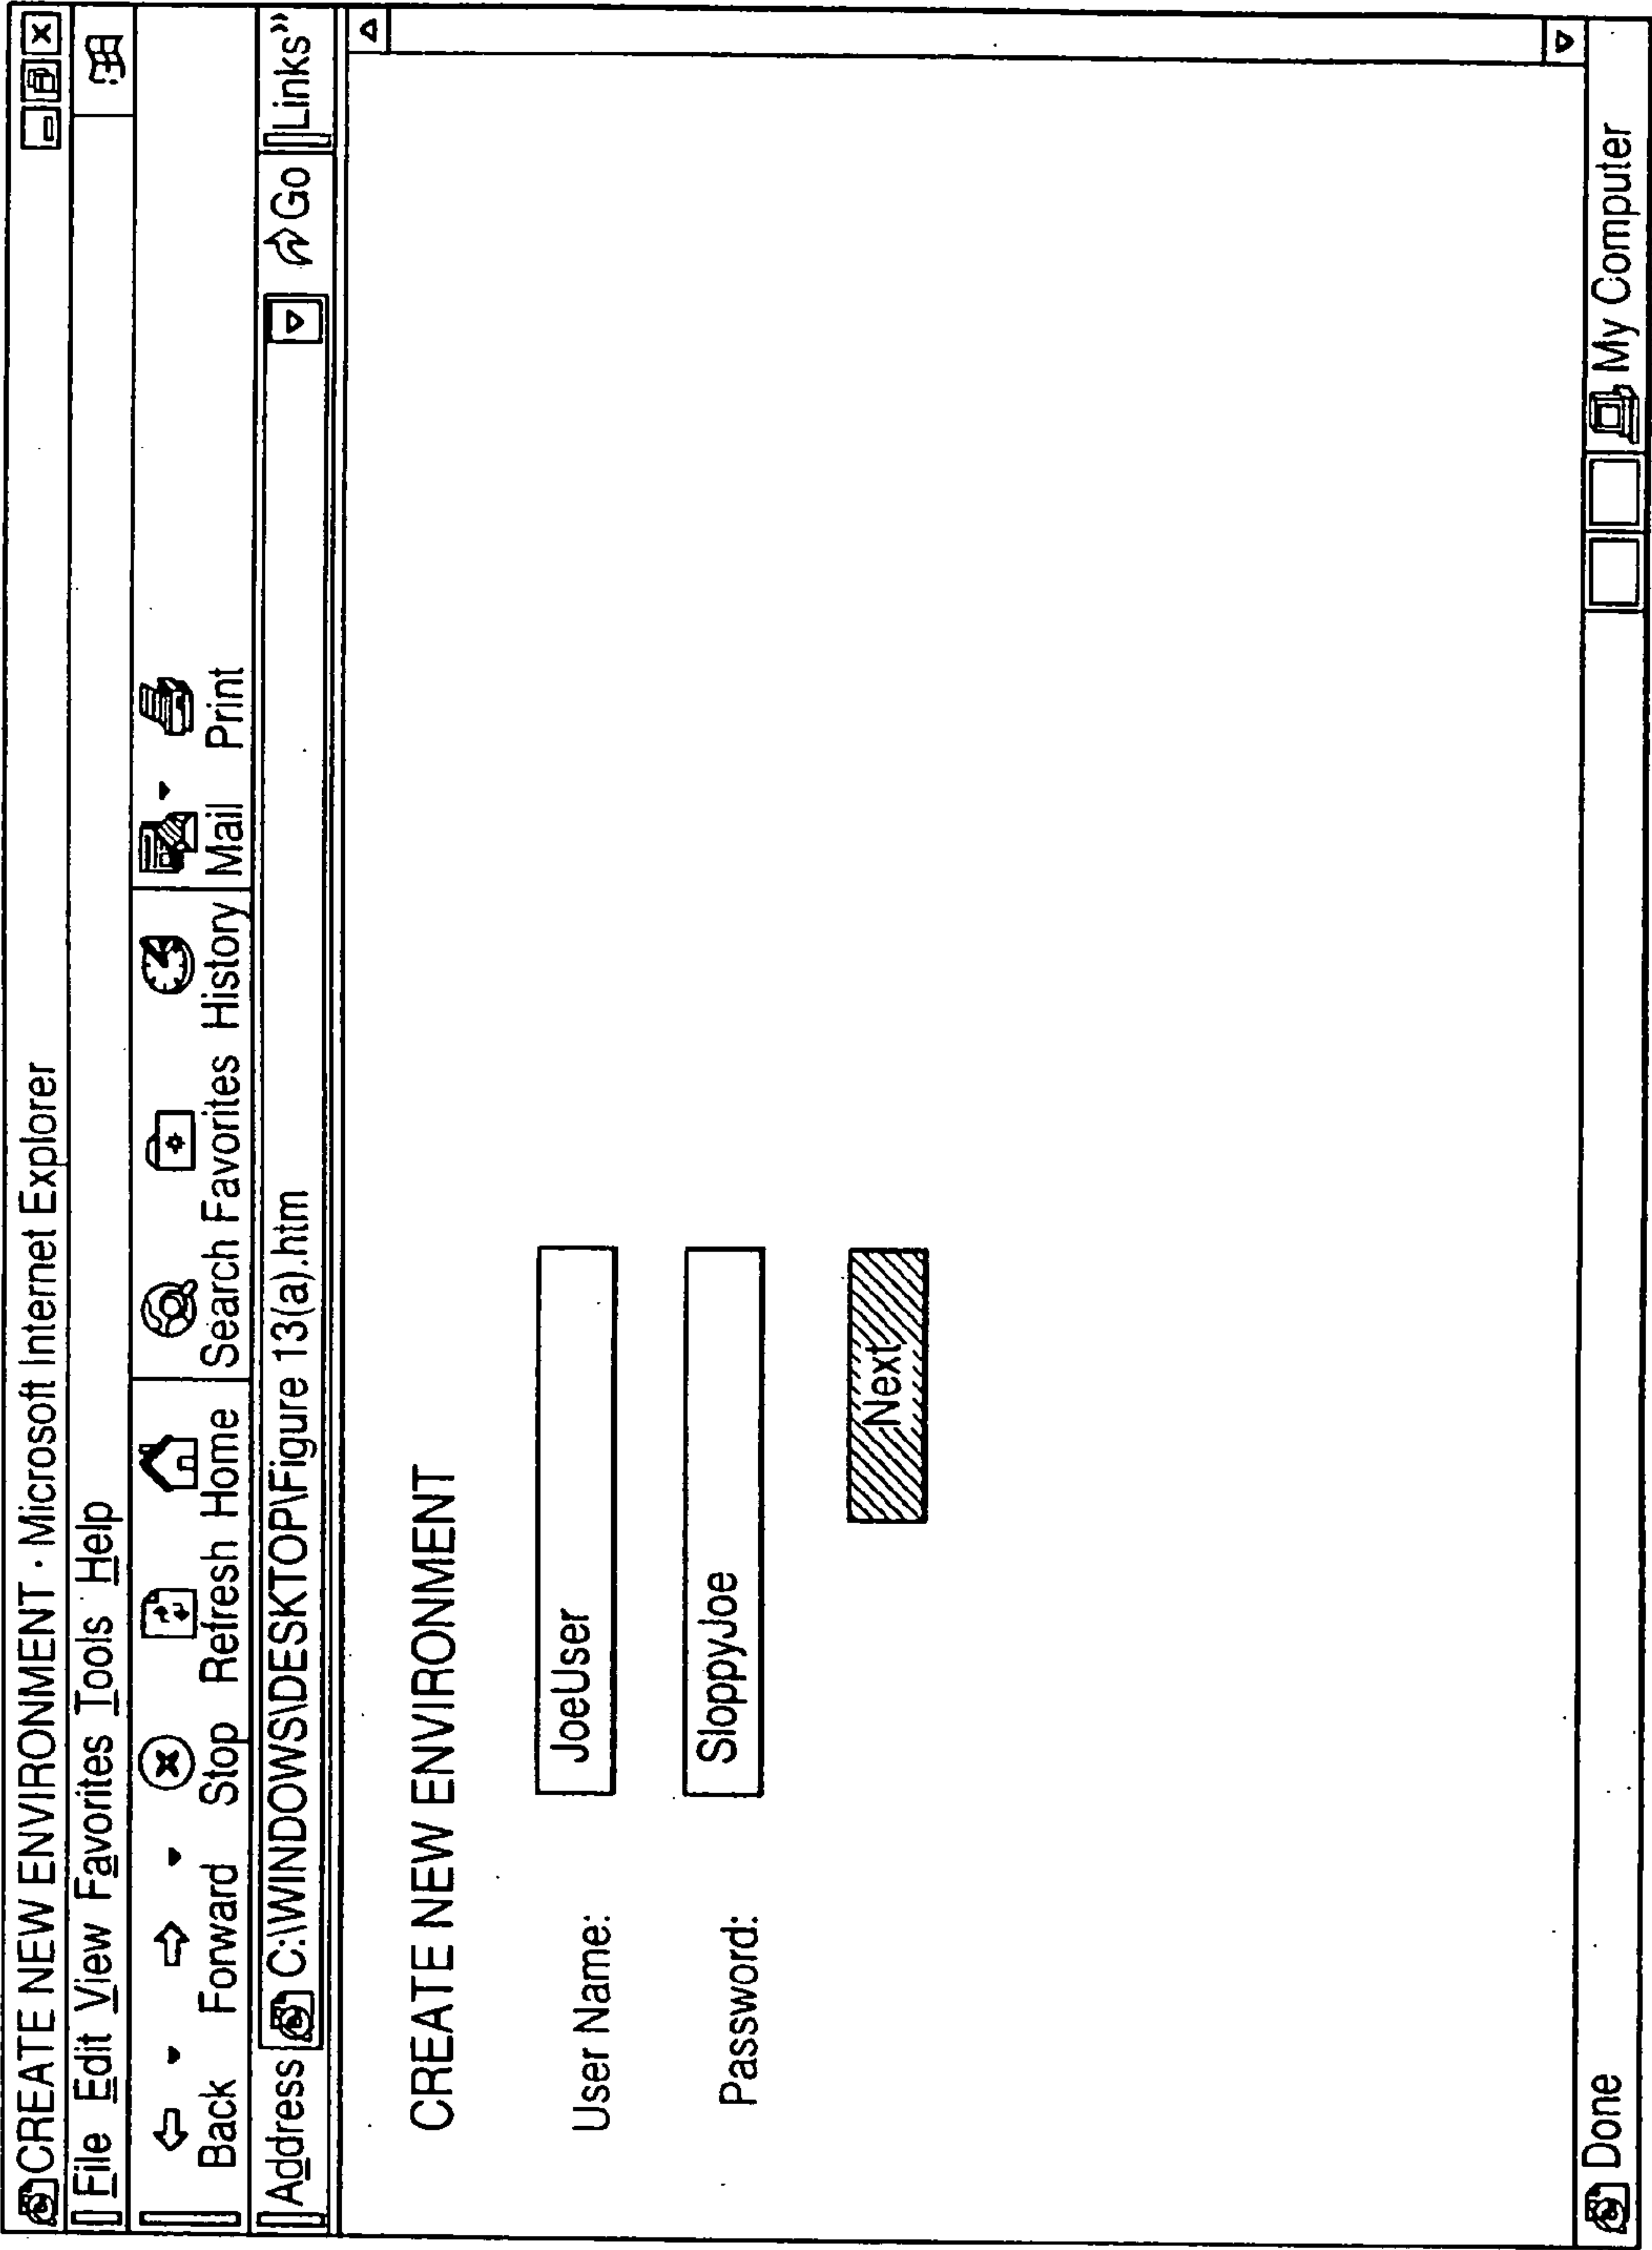 CREATE NEW ENVIRONMENT · Microsoft Internet Explorer
File Edit View Favorites Tools Help
Back Forward Stop Refresh Home Search Favorites History Mail Print
Address C:\WINDOWS\DESKTOP\Figure 13(a).htm Go Links»
CREATE NEW ENVIRONMENT
User Name: JoeUser
Password: SloppyJoe
Next
Done My Computer